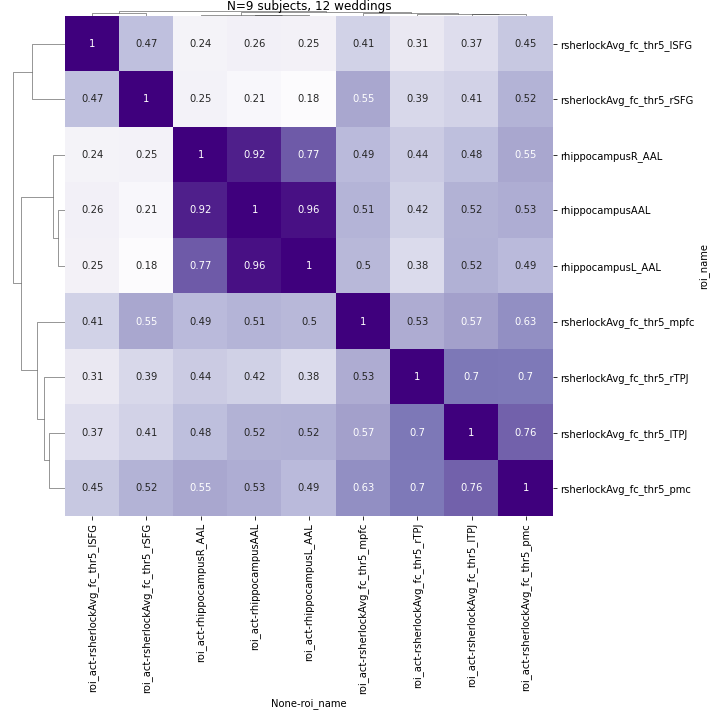 N=9 subjects, 12 weddings
1 0.47 0.24 0.26 0.25 0.41 0.31 0.37 0.45 rsherlockAvg_fc_thr5_lSFG
0.47 1 0.25 0.21 0.18 0.55 0.39 0.41 0.52 rsherlockAvg_fc_thr5_rSFG
0.24 0.25 1 0.92 0.77 0.49 0.44 0.48 0.55 rhippocampusR_AAL
0.26 0.21 0.92 1 0.96 0.51 0.42 0.52 0.53 rhippocampusAAL
0.25 0.18 0.77 0.96 1 0.5 0.38 0.52 0.49 rhippocampusL_AAL
0.41 0.55 0.49 0.51 0.5 1 0.53 0.57 0.63 rsherlockAvg_fc_thr5_mpfc
0.31 0.39 0.44 0.42 0.38 0.53 1 0.7 0.7 rsherlockAvg_fc_thr5_rTPJ
0.37 0.41 0.48 0.52 0.52 0.57 0.7 1 0.76 rsherlockAvg_fc_thr5_lTPJ
0.45 0.52 0.55 0.53 0.49 0.63 0.7 0.76 1 rsherlockAvg_fc_thr5_pmc
roi_name
roi_act-rsherlockAvg_fc_thr5_lSFG
roi_act-rsherlockAvg_fc_thr5_rSFG
roi_act-rhippocampusR_AAL
roi_act-rhippocampusAAL
roi_act-rhippocampusL_AAL
roi_act-rsherlockAvg_fc_thr5_mpfc
roi_act-rsherlockAvg_fc_thr5_rTPJ
roi_act-rsherlockAvg_fc_thr5_lTPJ
roi_act-rsherlockAvg_fc_thr5_pmc
None-roi_name